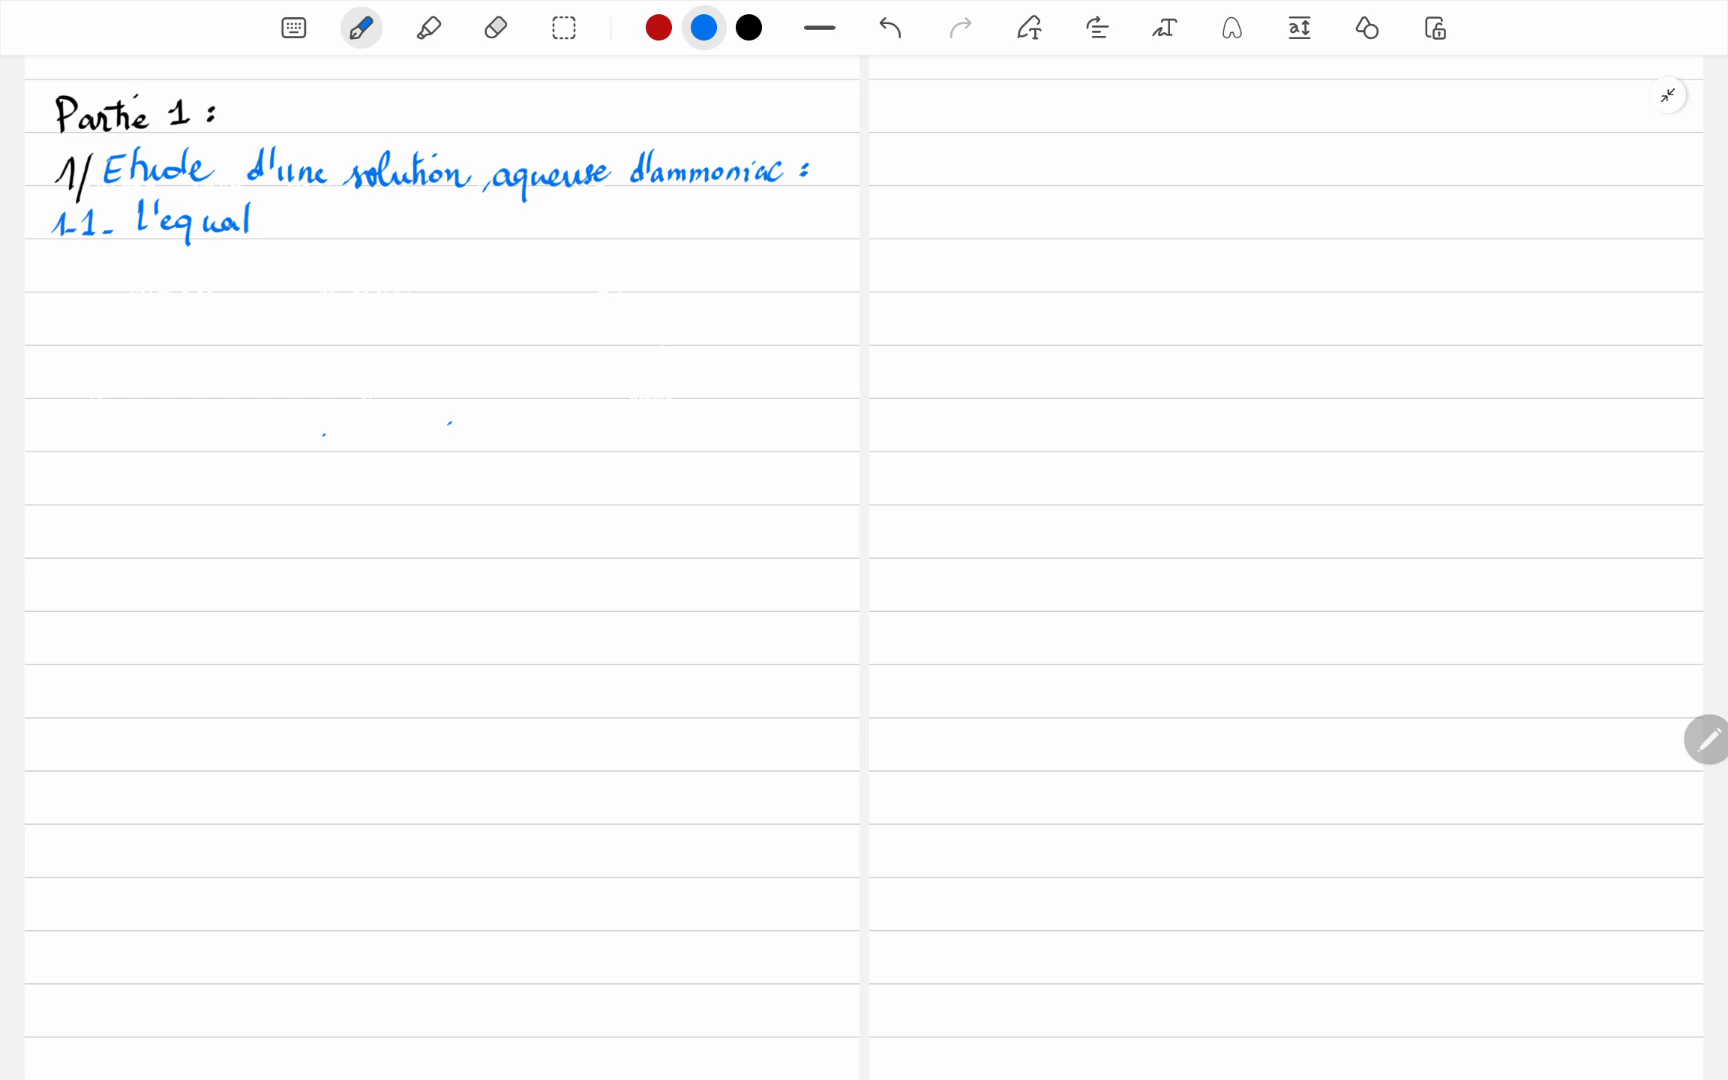 Partie 1 :
1/ Etude d'une solution aqueuse d'ammoniac :
1-1- l'equal